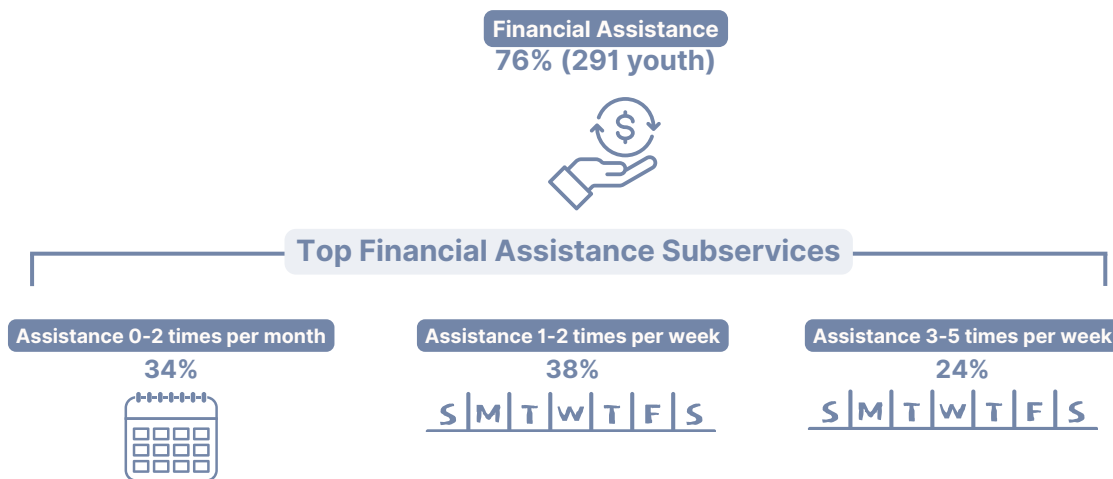 Financial Assistance
76% (291 youth)
$
Top Financial Assistance Subservices
Assistance 0-2 times per month
34%
Assistance 1-2 times per week
38%
S M T W T F S
Assistance 3-5 times per week
24%
S M T W T F S